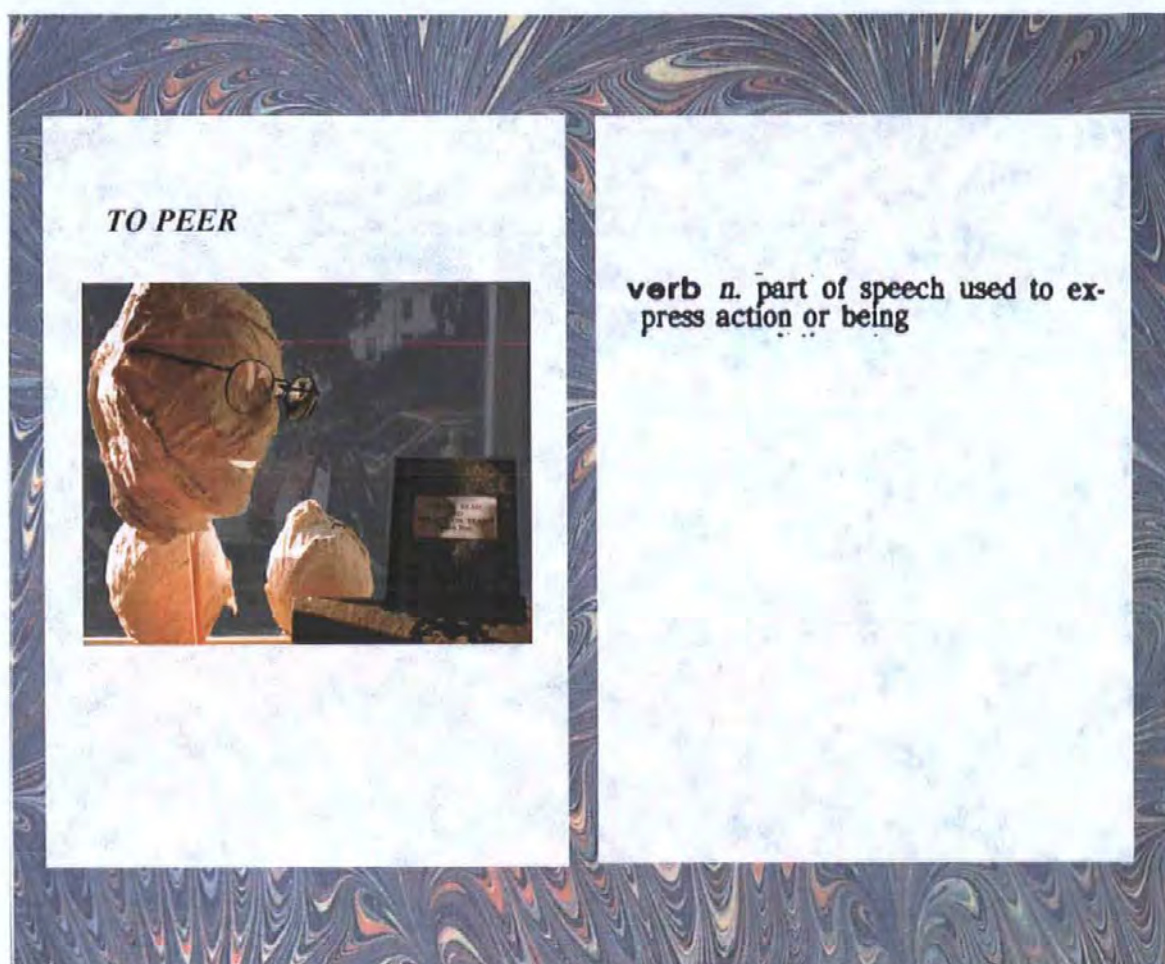 TO PEER
verb n. part of speech used to ex-
press action or being